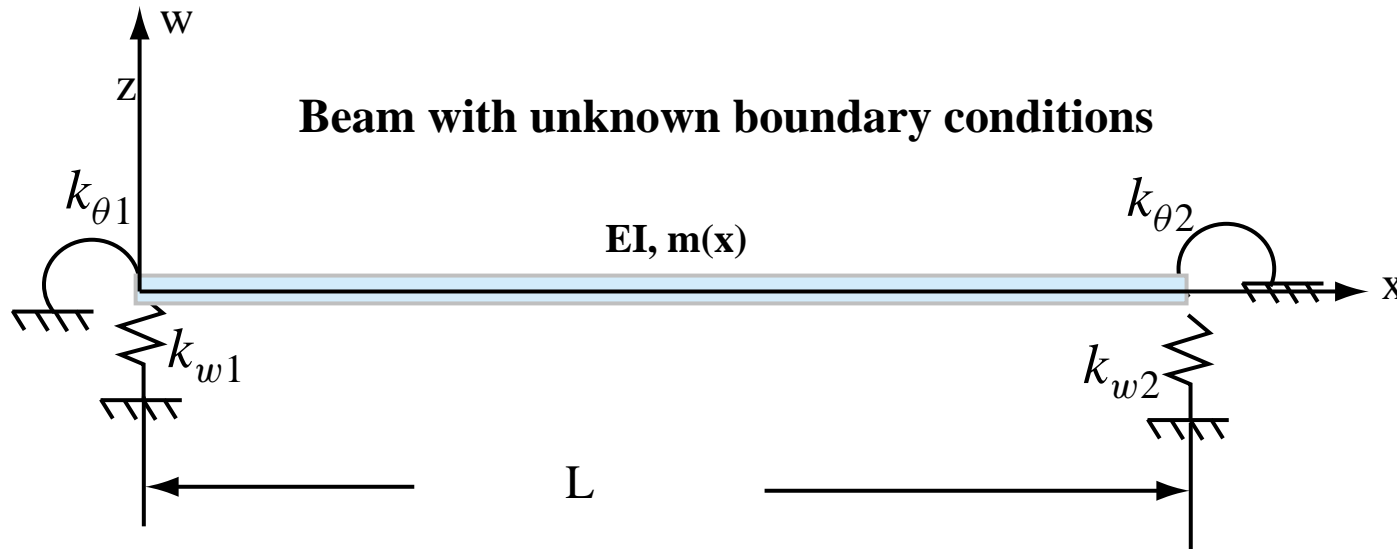 w
z
Beam with unknown boundary conditions
kθ1
kθ2
EI, m(x)
x
kw1
kw2
L